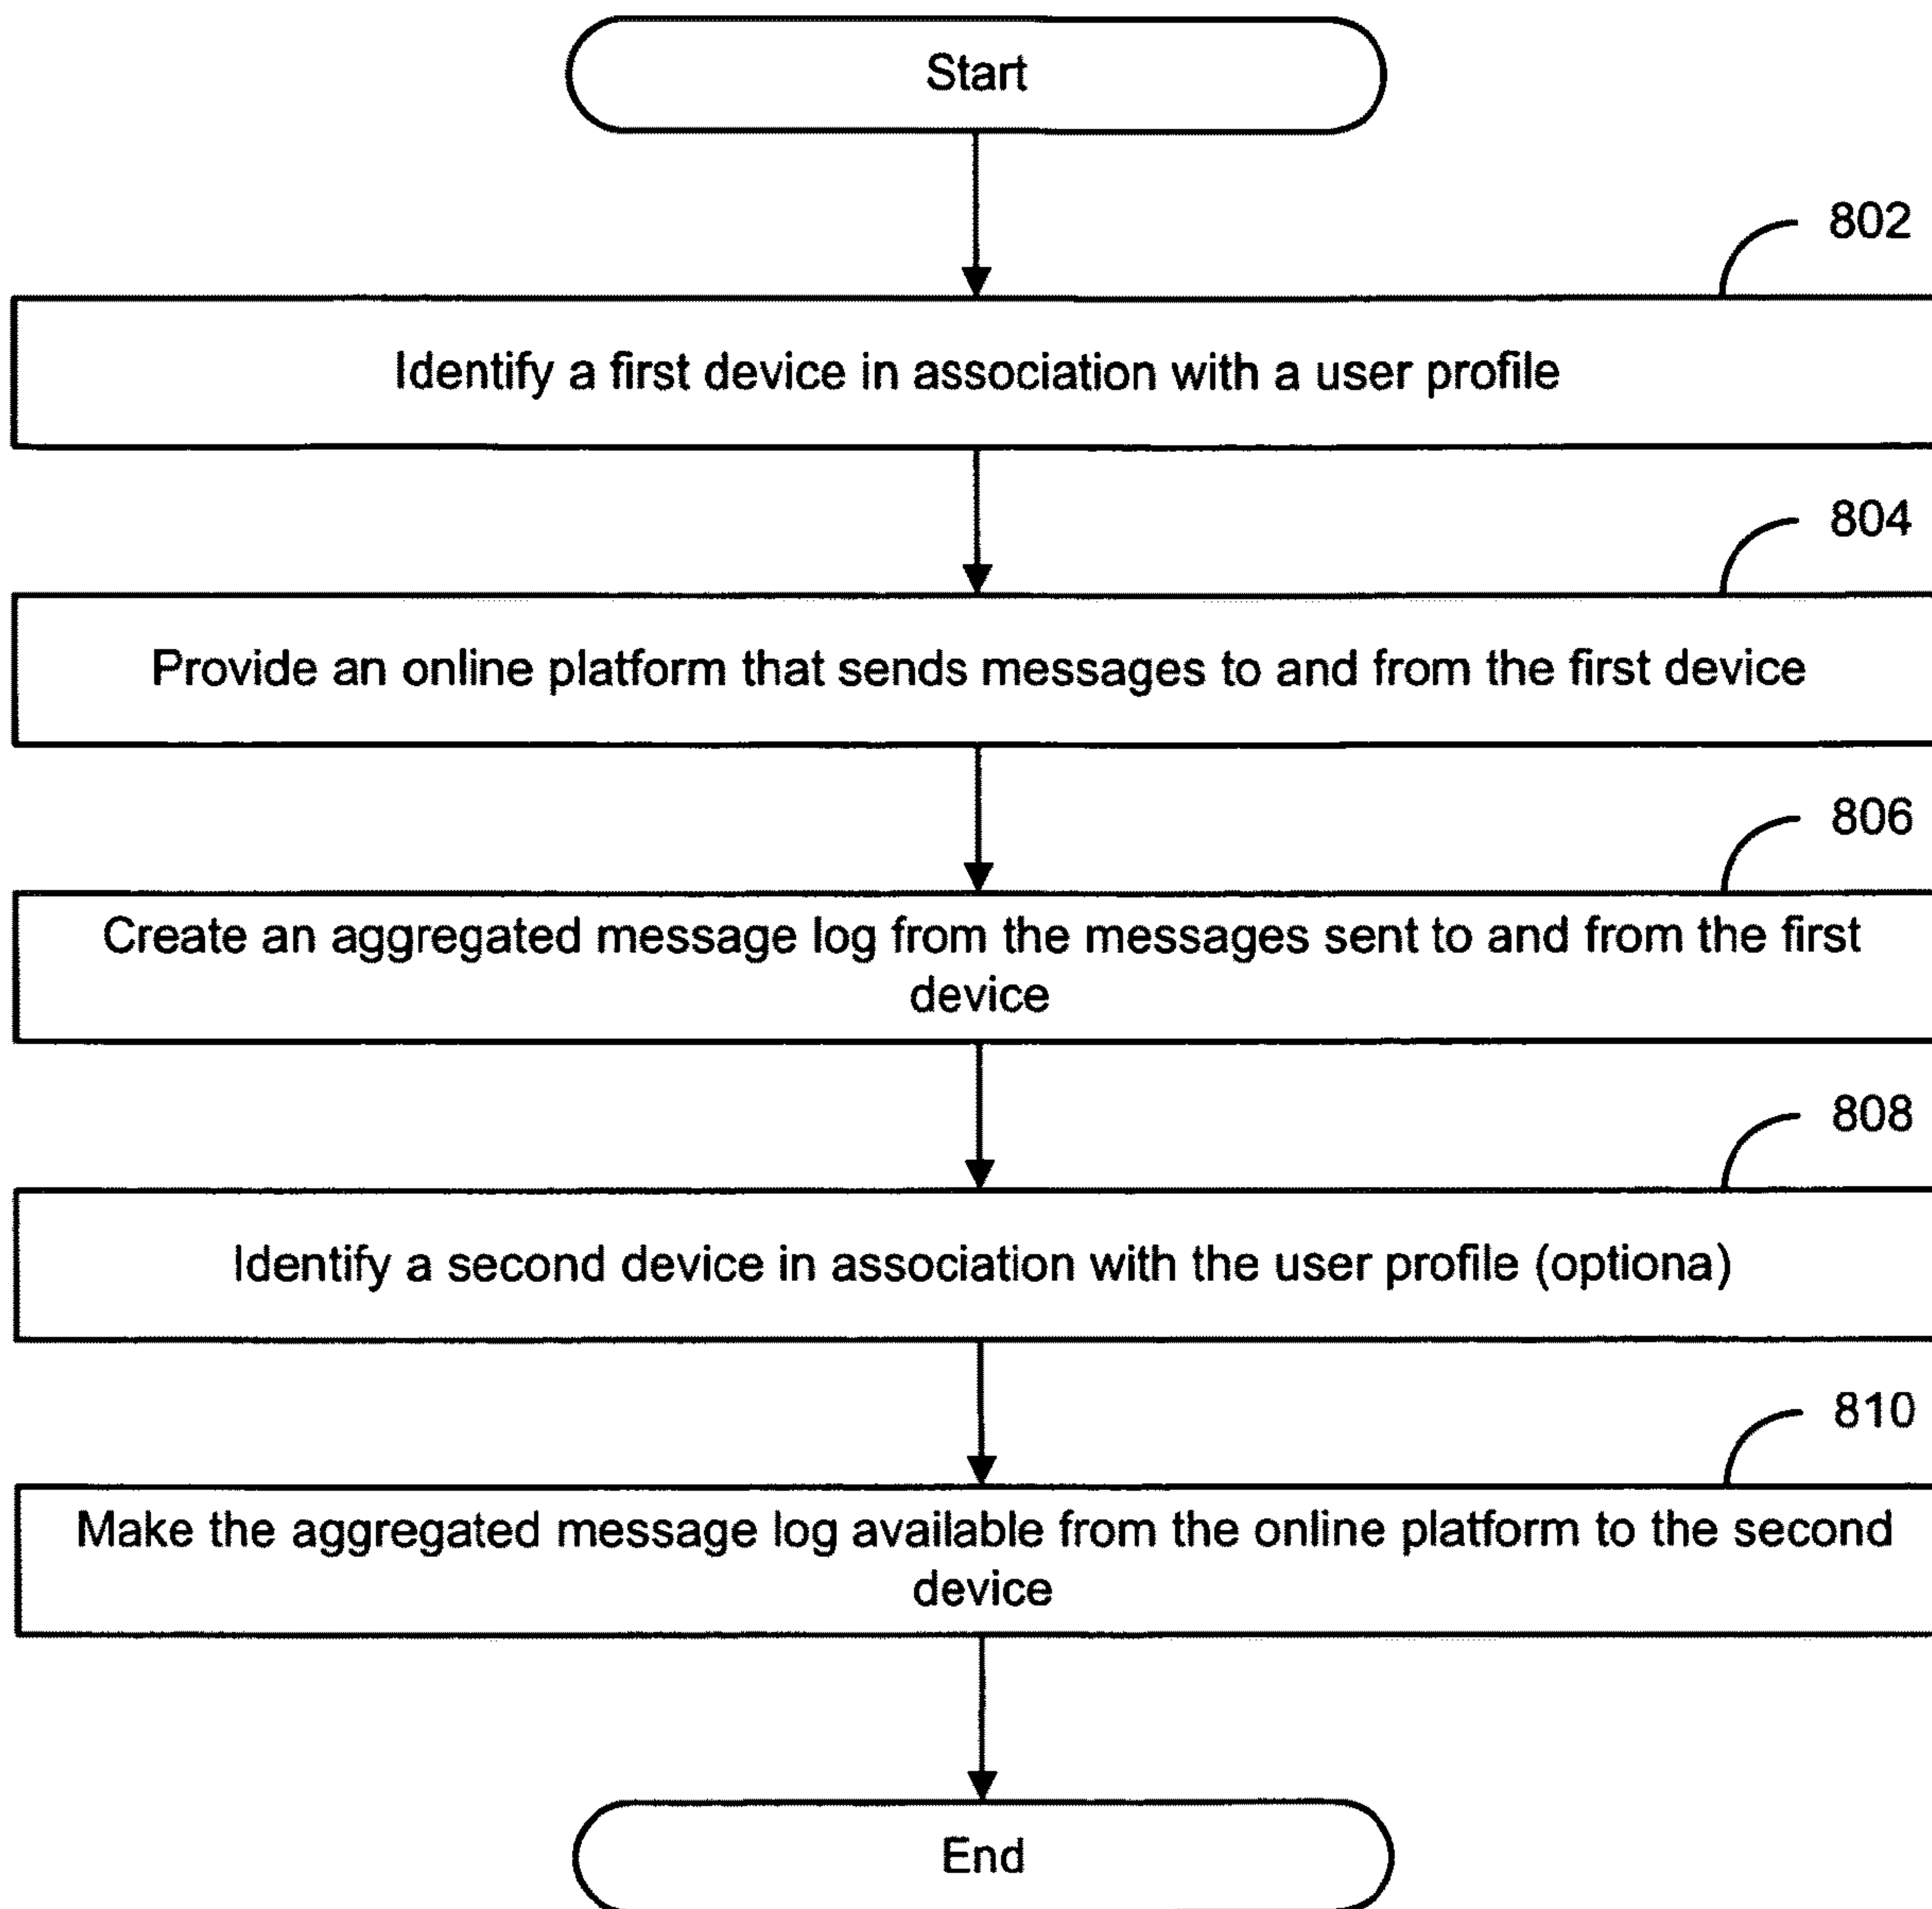 Start
802
Identify a first device in association with a user profile
804
Provide an online platform that sends messages to and from the first device
806
Create an aggregated message log from the messages sent to and from the first
device
808
Identify a second device in association with the user profile (optiona)
810
Make the aggregated message log available from the online platform to the second
device
End